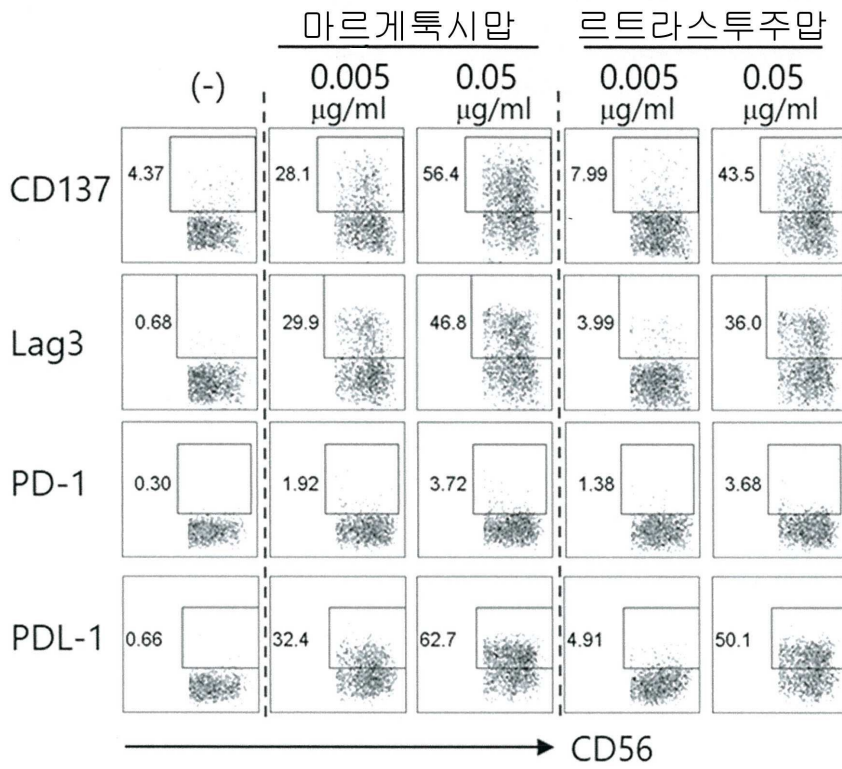 마르게툭시맙 르트라스투주맙
(-) 0.005 0.05 0.005 0.05
μg/ml μg/ml μg/ml μg/ml
CD137 4.37 28.1 56.4 7.99 43.5
Lag3 0.68 29.9 46.8 3.99 36.0
PD-1 0.30 1.92 3.72 1.38 3.68
PDL-1 0.66 32.4 62.7 4.91 50.1
CD56